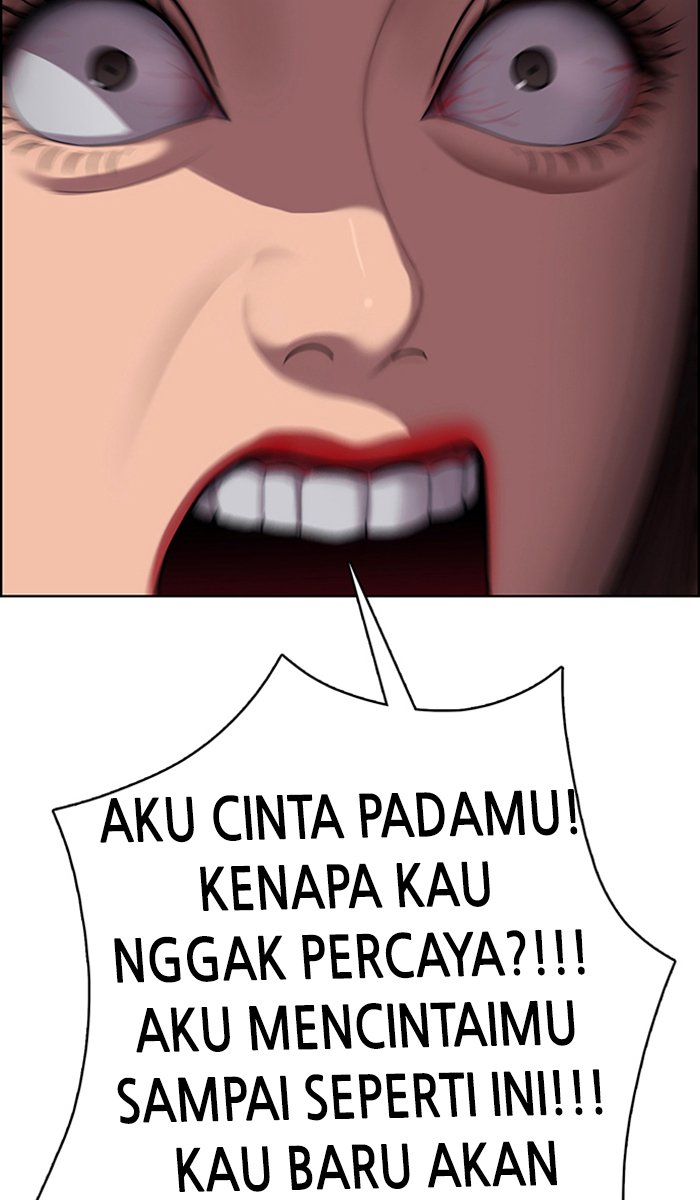 AKU CINTA PADAMU!
KENAPA KAU
NGGAK PERCAYA?!!!
AKU MENCINTAIMU
SAMPAI SEPERTI INI!!!
KAU BARU AKAN